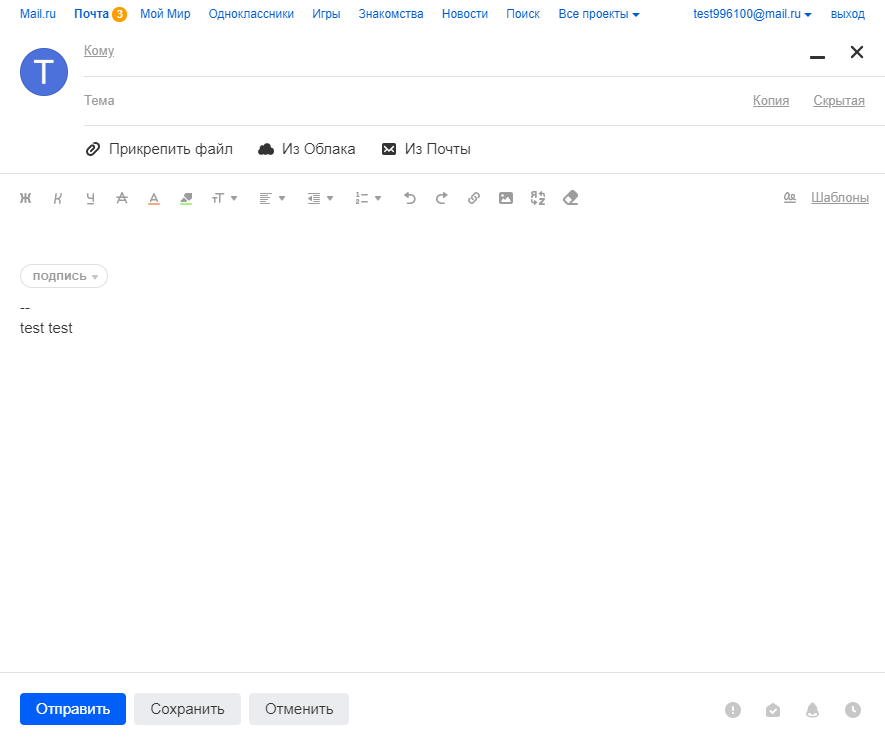 Mail.ru Почта 3 Мой Мир Одноклассники Игры Знакомства Новости Поиск Все проекты test996100@mail.ru выход
T Кому
Тема Копия Скрытая
Прикрепить файл Из Облака Из Почты
Ж К Ч А А тТ Шаблоны
подпись
--
test test
Отправить Сохранить Отменить